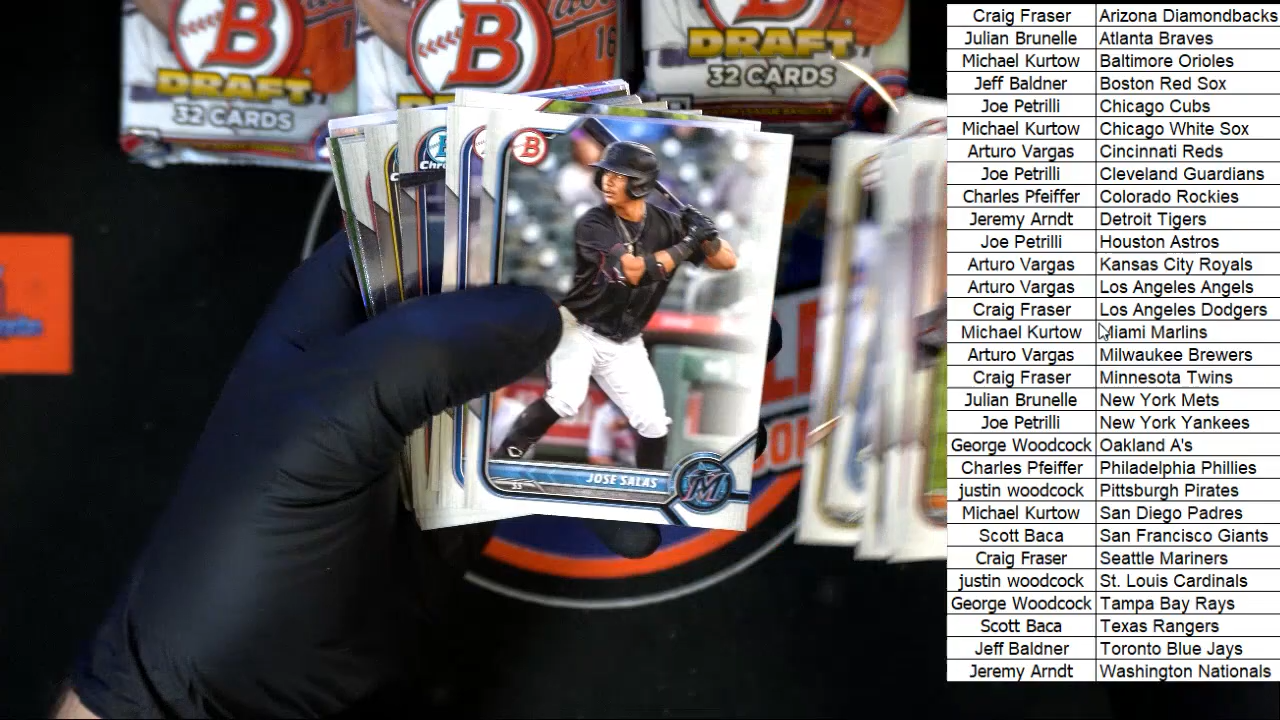 B
DRAFT
32 CARDS
B
16
B
DRAFT
32 CARDS
B
JOSE SALAS
M
Craig Fraser Arizona Diamondbacks
Julian Brunelle Atlanta Braves
Michael Kurtow Baltimore Orioles
Jeff Baldner Boston Red Sox
Joe Petrilli Chicago Cubs
Michael Kurtow Chicago White Sox
Arturo Vargas Cincinnati Reds
Joe Petrilli Cleveland Guardians
Charles Pfeiffer Colorado Rockies
Jeremy Arndt Detroit Tigers
Joe Petrilli Houston Astros
Arturo Vargas Kansas City Royals
Arturo Vargas Los Angeles Angels
Craig Fraser Los Angeles Dodgers
Michael Kurtow Miami Marlins
Arturo Vargas Milwaukee Brewers
Craig Fraser Minnesota Twins
Julian Brunelle New York Mets
Joe Petrilli New York Yankees
George Woodcock Oakland A's
Charles Pfeiffer Philadelphia Phillies
justin woodcock Pittsburgh Pirates
Michael Kurtow San Diego Padres
Scott Baca San Francisco Giants
Craig Fraser Seattle Mariners
justin woodcock St. Louis Cardinals
George Woodcock Tampa Bay Rays
Scott Baca Texas Rangers
Jeff Baldner Toronto Blue Jays
Jeremy Arndt Washington Nationals